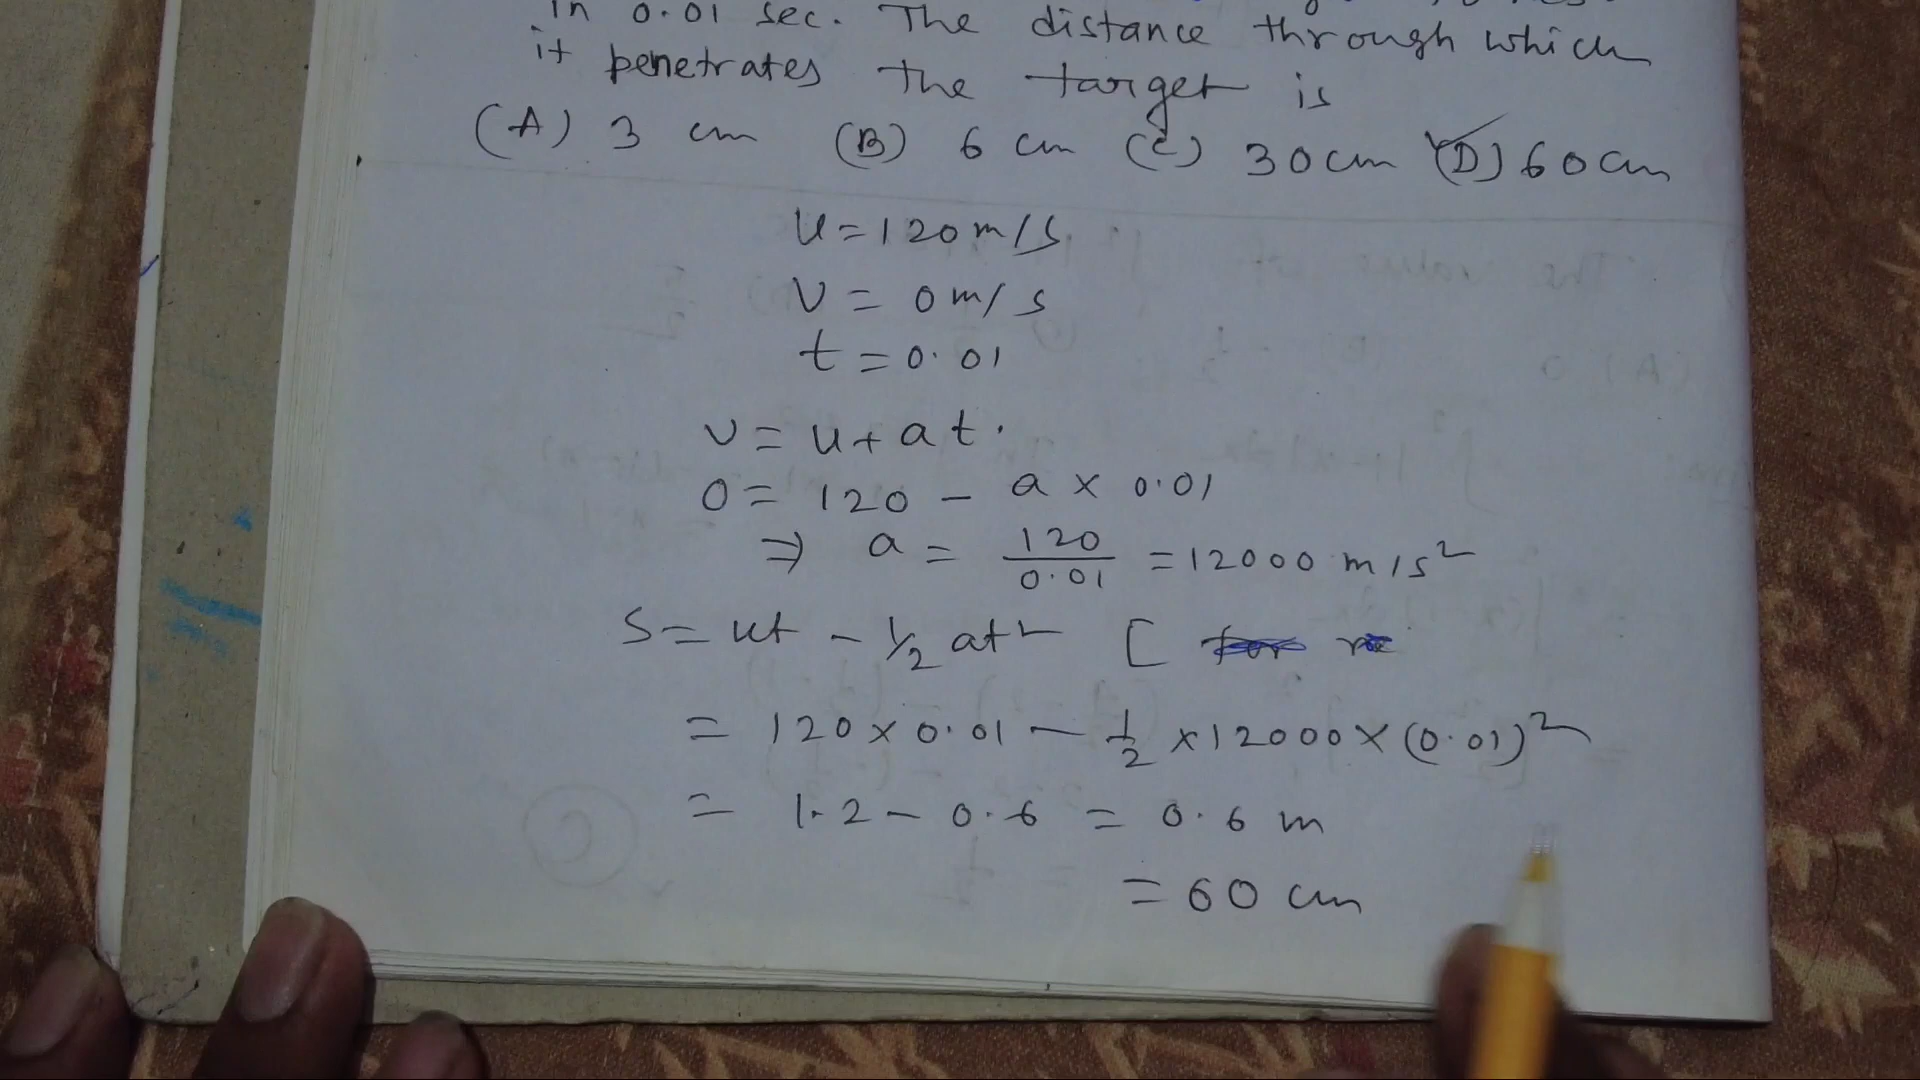 in 0.01 sec. The distance through which
it penetrates the target is
(A) 3 cm (B) 6 cm (C) 30 cm (D) 60 cm
u = 120 m/s
v = 0 m/s
t = 0.01
v = u + at.
0 = 120 - a × 0.01
⇒ a = 120/0.01 = 12000 m/s²
S = ut - 1/2 at² [
= 120 × 0.01 - 1/2 × 12000 × (0.01)²
= 1.2 - 0.6 = 0.6 m
= 60 cm